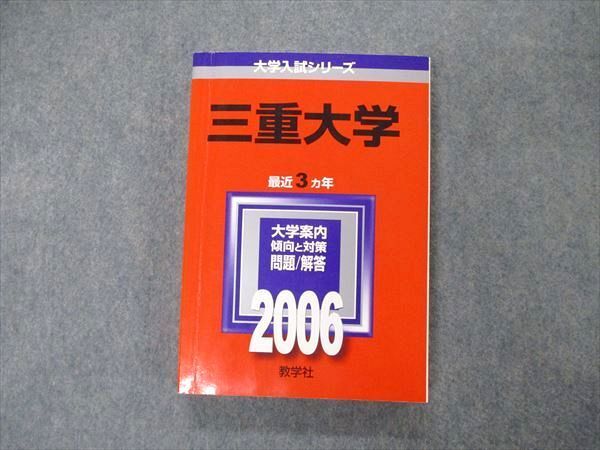 大学入試シリーズ
三重大学
最近3ヵ年
大学案内
傾向と対策
問題/解答
2006
教学社